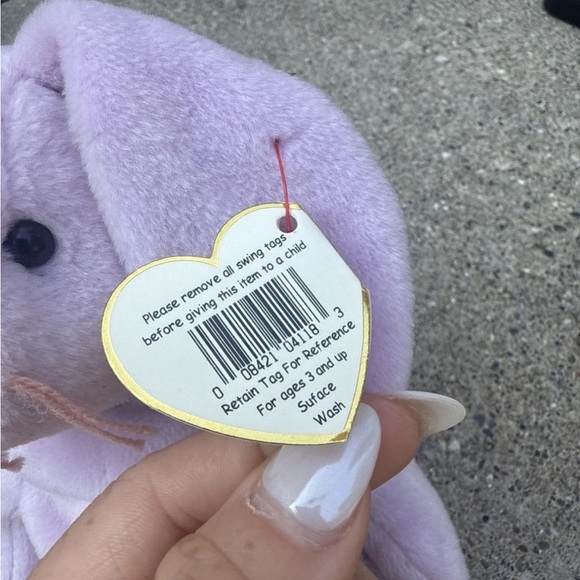 Please remove all swing tags
before giving this item to a child
0 08421 04118 3
Retain Tag For Reference
For ages 3 and up
Suface
Wash